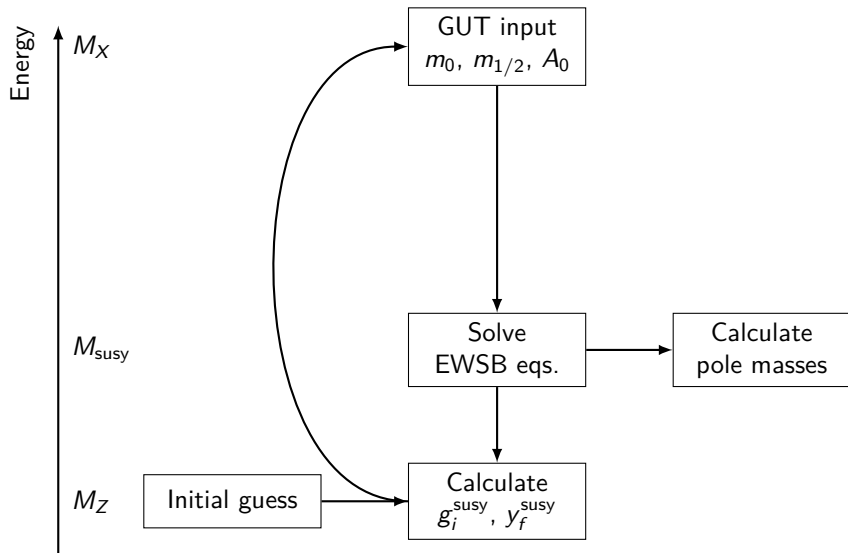 Energy
M_X
GUT input
m_0, m_{1/2}, A_0
M_susy
Solve
EWSB eqs.
Calculate
pole masses
M_Z
Initial guess
Calculate
g_i^susy, y_f^susy